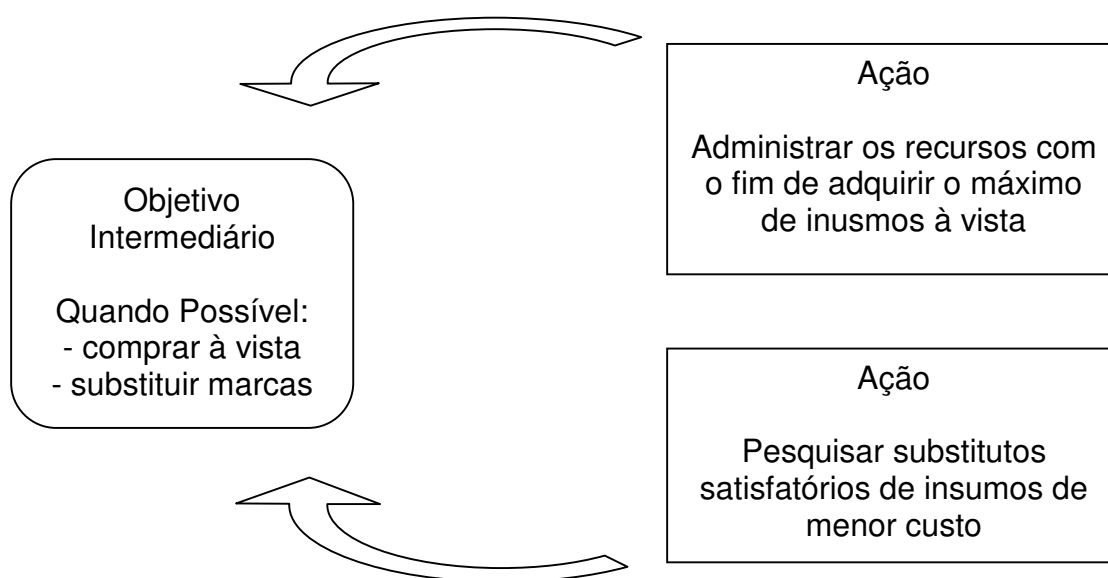 Objetivo
Intermediário
Quando Possível:
- comprar à vista
- substituir marcas
Ação
Administrar os recursos com
o fim de adquirir o máximo
de inusmos à vista
Ação
Pesquisar substitutos
satisfatórios de insumos de
menor custo